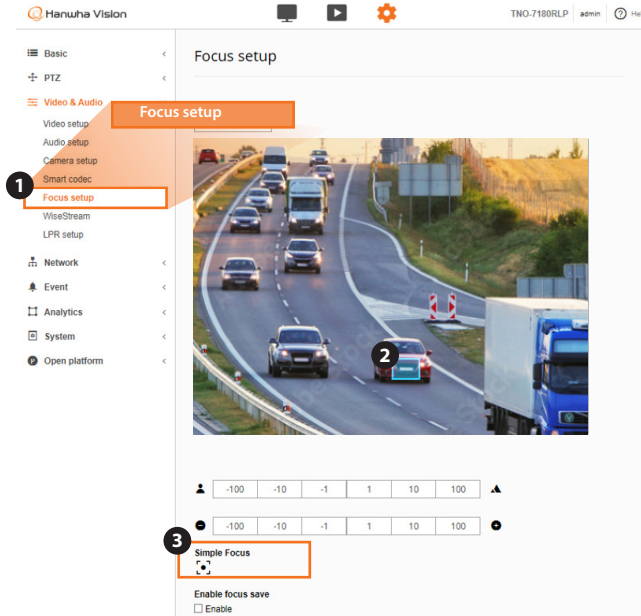 Hanwha Vision
TNO-7180RLP admin ? Hel
Basic
PTZ
Video & Audio
Video setup
Audio setup
Camera setup
Smart codec
Focus setup
WiseStream
LPR setup
Network
Event
Analytics
System
Open platform
Focus setup
Focus setup
1
2
-100 -10 -1 1 10 100
-100 -10 -1 1 10 100
3
Simple Focus
Enable focus save
Enable